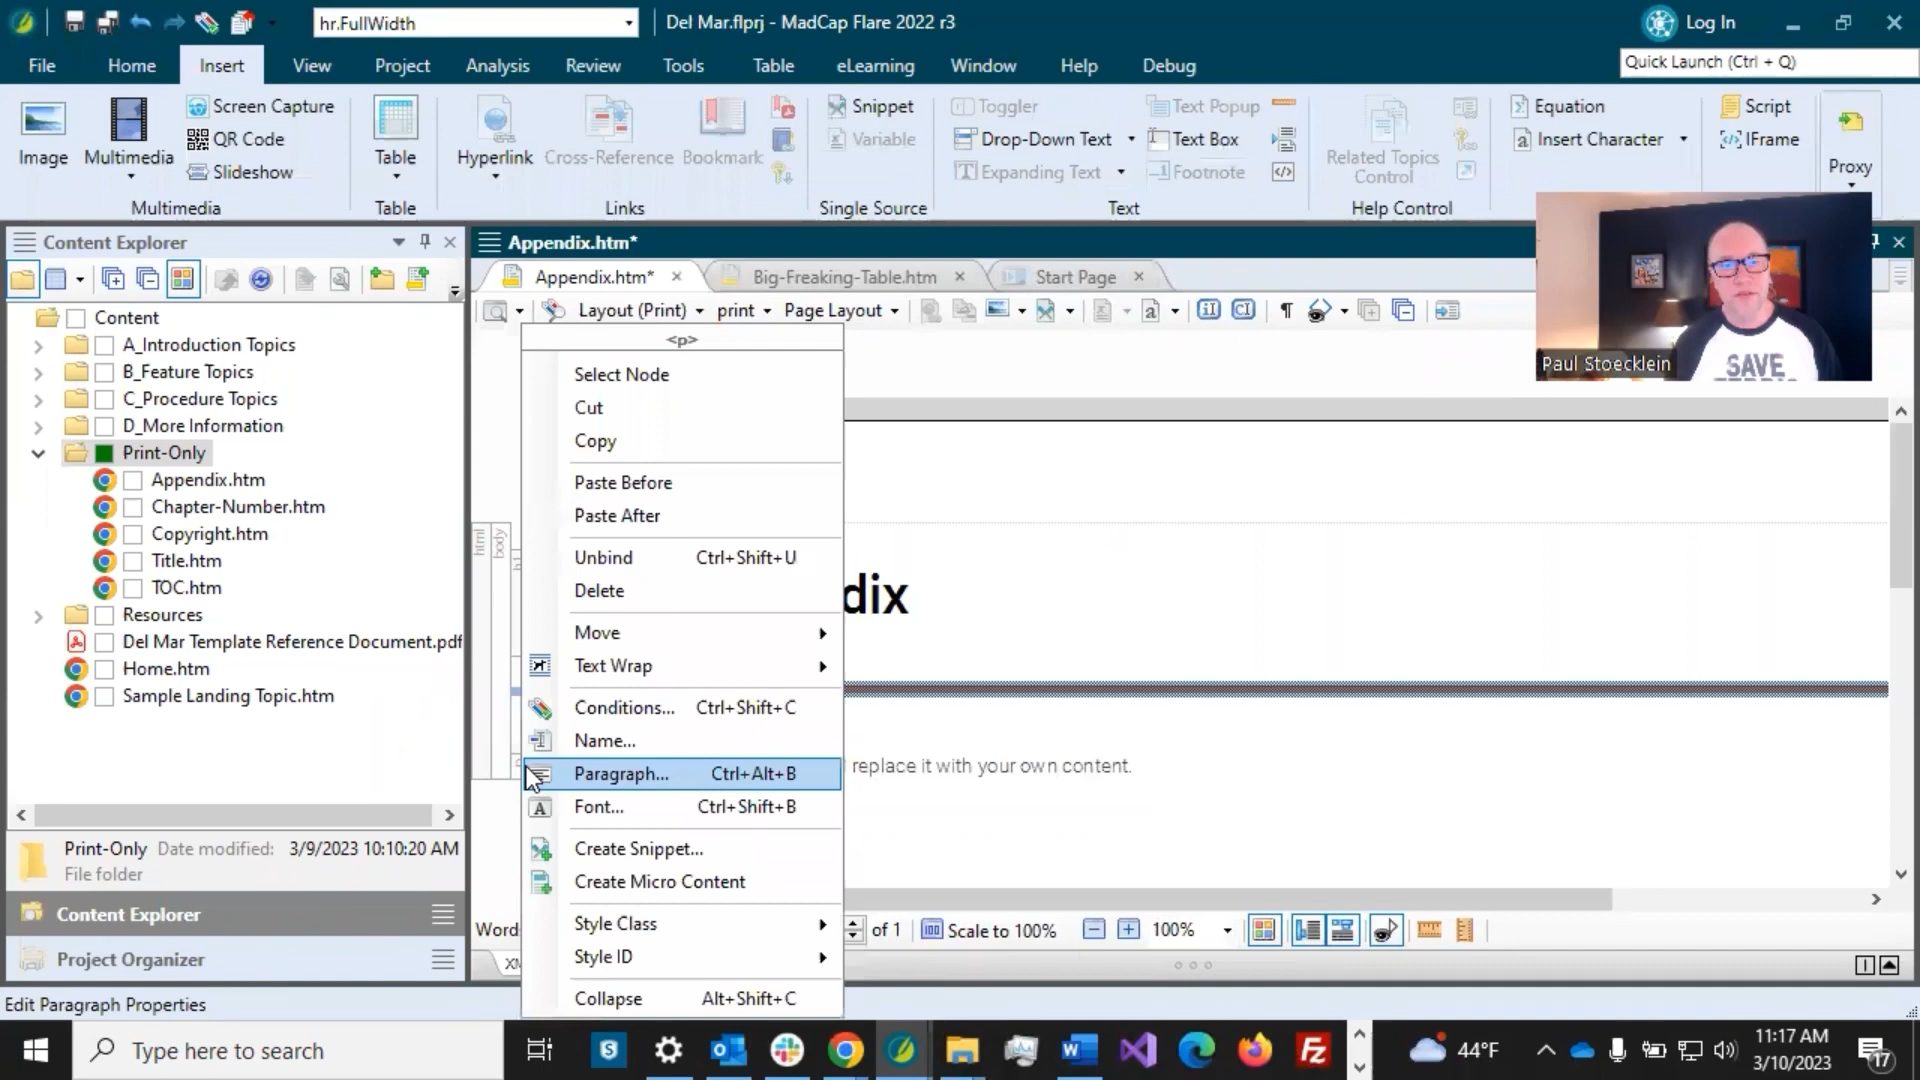 hr.FullWidth
Del Mar.flprj - MadCap Flare 2022 r3
Log In
File Home Insert View Project Analysis Review Tools Table eLearning Window Help Debug
Quick Launch (Ctrl + Q)
Image
Multimedia
Screen Capture
QR Code
Slideshow
Multimedia
Table
Table
Hyperlink
Cross-Reference
Bookmark
Links
Snippet
Variable
Single Source
Toggler
Drop-Down Text
Expanding Text
Text Popup
Text Box
Footnote
Text
Related Topics
Control
Help Control
Equation
Insert Character
Script
IFrame
Proxy
Content Explorer
Appendix.htm*
Appendix.htm* Big-Freaking-Table.htm Start Page
Layout (Print) print Page Layout
Content
A_Introduction Topics
B_Feature Topics
C_Procedure Topics
D_More Information
Print-Only
Appendix.htm
Chapter-Number.htm
Copyright.htm
Title.htm
TOC.htm
Resources
Del Mar Template Reference Document.pdf
Home.htm
Sample Landing Topic.htm
Print-Only Date modified: 3/9/2023 10:10:20 AM
File folder
Content Explorer
Project Organizer
<p>
Select Node
Cut
Copy
Paste Before
Paste After
Unbind Ctrl+Shift+U
Delete
Move
Text Wrap
Conditions... Ctrl+Shift+C
Name...
Paragraph... Ctrl+Alt+B
Font... Ctrl+Shift+B
Create Snippet...
Create Micro Content
Style Class
Style ID
Collapse Alt+Shift+C
html
body
dix
replace it with your own content.
Paul Stoecklein
SAVE
Word
of 1 Scale to 100% 100%
Edit Paragraph Properties
Type here to search
44°F
11:17 AM
3/10/2023
17